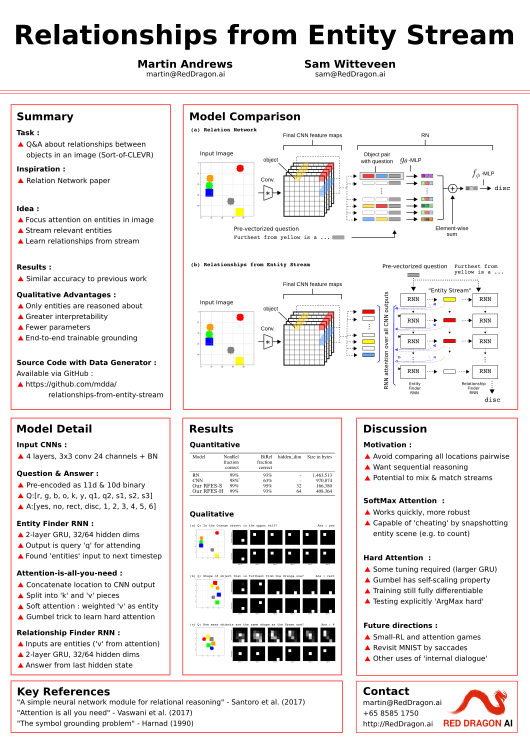 Relationships from Entity Stream
Martin Andrews
martin@RedDragon.ai
Sam Witteveen
sam@RedDragon.ai
Summary
Task :
▲ Q&A about relationships between
objects in an image (Sort-of-CLEVR)
Inspiration :
▲ Relation Network paper
Idea :
▲ Focus attention on entities in image
▲ Stream relevant entities
▲ Learn relationships from stream
Results :
▲ Similar accuracy to previous work
Qualitative Advantages :
▲ Only entities are reasoned about
▲ Greater interpretability
▲ Fewer parameters
▲ End-to-end trainable grounding
Source Code with Data Generator :
Available via GitHub :
▲ https://github.com/mdda/
relationships-from-entity-stream
Model Comparison
(a) Relation Network
Final CNN feature maps
RN
Input Image
object
Object pair
with question
gθ-MLP
fϕ-MLP
Conv.
disc
Element-wise
sum
Pre-vectorized question
Furthest from yellow is a ...
(b) Relationships from Entity Stream
Pre-vectorized question
Furthest from
yellow is a ...
Final CNN feature maps
"Entity Stream"
Input Image
object
Conv.
RNN attention over all CNN outputs
RNN
RNN
RNN
RNN
RNN
RNN
RNN
RNN
Entity
Finder
RNNs
Relationship
Finder
RNNs
disc
Model Detail
Input CNNs :
▲ 4 layers, 3x3 conv 24 channels + BN
Question & Answer :
▲ Pre-encoded as 11d & 10d binary
▲ Q:[r, g, b, o, k, y, q1, q2, s1, s2, s3]
▲ A:[yes, no, rect, disc, 1, 2, 3, 4, 5, 6]
Entity Finder RNN :
▲ 2-layer GRU, 32/64 hidden dims
▲ Output is query 'q' for attending
▲ Found 'entities' input to next timestep
Attention-is-all-you-need :
▲ Concatenate location to CNN output
▲ Split into 'k' and 'v' pieces
▲ Soft attention : weighted 'v' as entity
▲ Gumbel trick to learn hard attention
Relationship Finder RNN :
▲ Inputs are entities ('v' from attention)
▲ 2-layer GRU, 32/64 hidden dims
▲ Answer from last hidden state
Results
Quantitative
Model NonRel fraction correct BiRel fraction correct hidden_dim Size in bytes
RN 99% 93% -
CNN 98% 63% -
Our RFES-S 99% 95% 32
Our RFES-H 99% 93% 64
Qualitative
Discussion
Motivation :
▲ Avoid comparing all locations pairwise
▲ Want sequential reasoning
▲ Potential to mix & match streams
SoftMax Attention :
▲ Works quickly, more robust
▲ Capable of 'cheating' by snapshotting
entity scene (e.g. to count)
Hard Attention :
▲ Some tuning required (larger GRU)
▲ Gumbel has self-scaling property
▲ Training still fully differentiable
▲ Testing explicitly 'ArgMax hard'
Future directions :
▲ Small-RL and attention games
▲ Revisit MNIST by saccades
▲ Other uses of 'internal dialogue'
Key References
"A simple neural network module for relational reasoning" - Santoro et al. (2017)
"Attention is all you need" - Vaswani et al. (2017)
"The symbol grounding problem" - Harnad (1990)
Contact
martin@RedDragon.ai
+65 8585 1750
http://RedDragon.ai
RED DRAGON AI